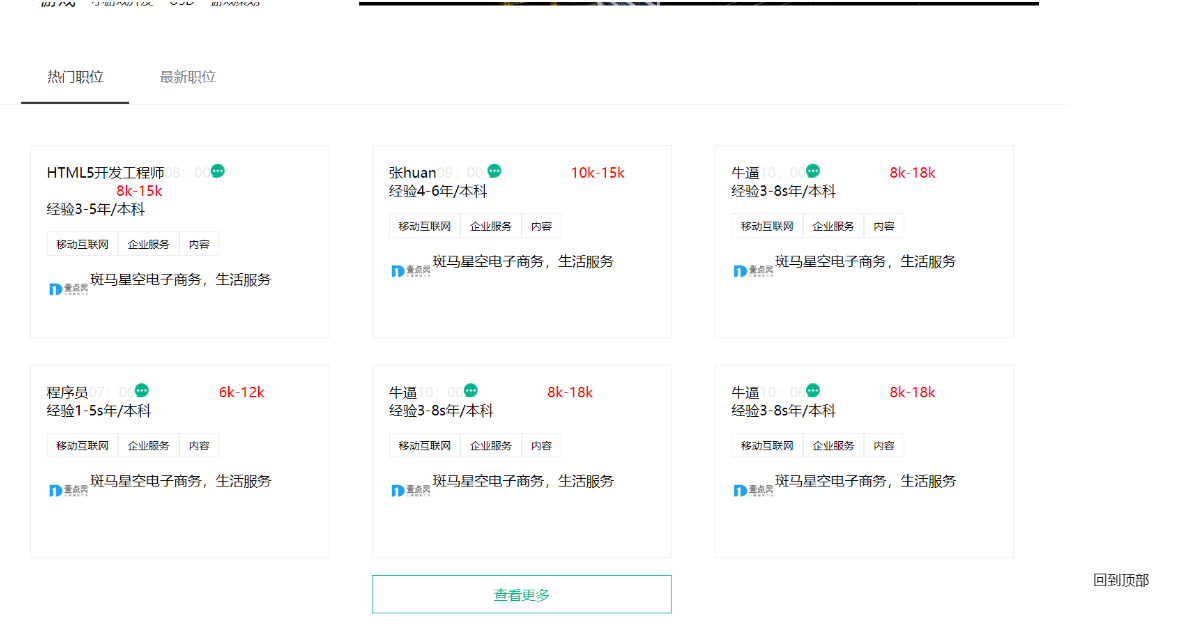 游戏 小游戏开发 USD 游戏策划
热门职位 最新职位
HTML5开发工程师08：00
8k-15k
经验3-5年/本科
移动互联网 企业服务 内容
斑马星空电子商务，生活服务
张huan09：00 10k-15k
经验4-6年/本科
移动互联网 企业服务 内容
斑马星空电子商务，生活服务
牛逼10：00 8k-18k
经验3-8s年/本科
移动互联网 企业服务 内容
斑马星空电子商务，生活服务
程序员07：00 6k-12k
经验1-5s年/本科
移动互联网 企业服务 内容
斑马星空电子商务，生活服务
牛逼10：00 8k-18k
经验3-8s年/本科
移动互联网 企业服务 内容
斑马星空电子商务，生活服务
牛逼10：00 8k-18k
经验3-8s年/本科
移动互联网 企业服务 内容
斑马星空电子商务，生活服务
回到顶部
查看更多